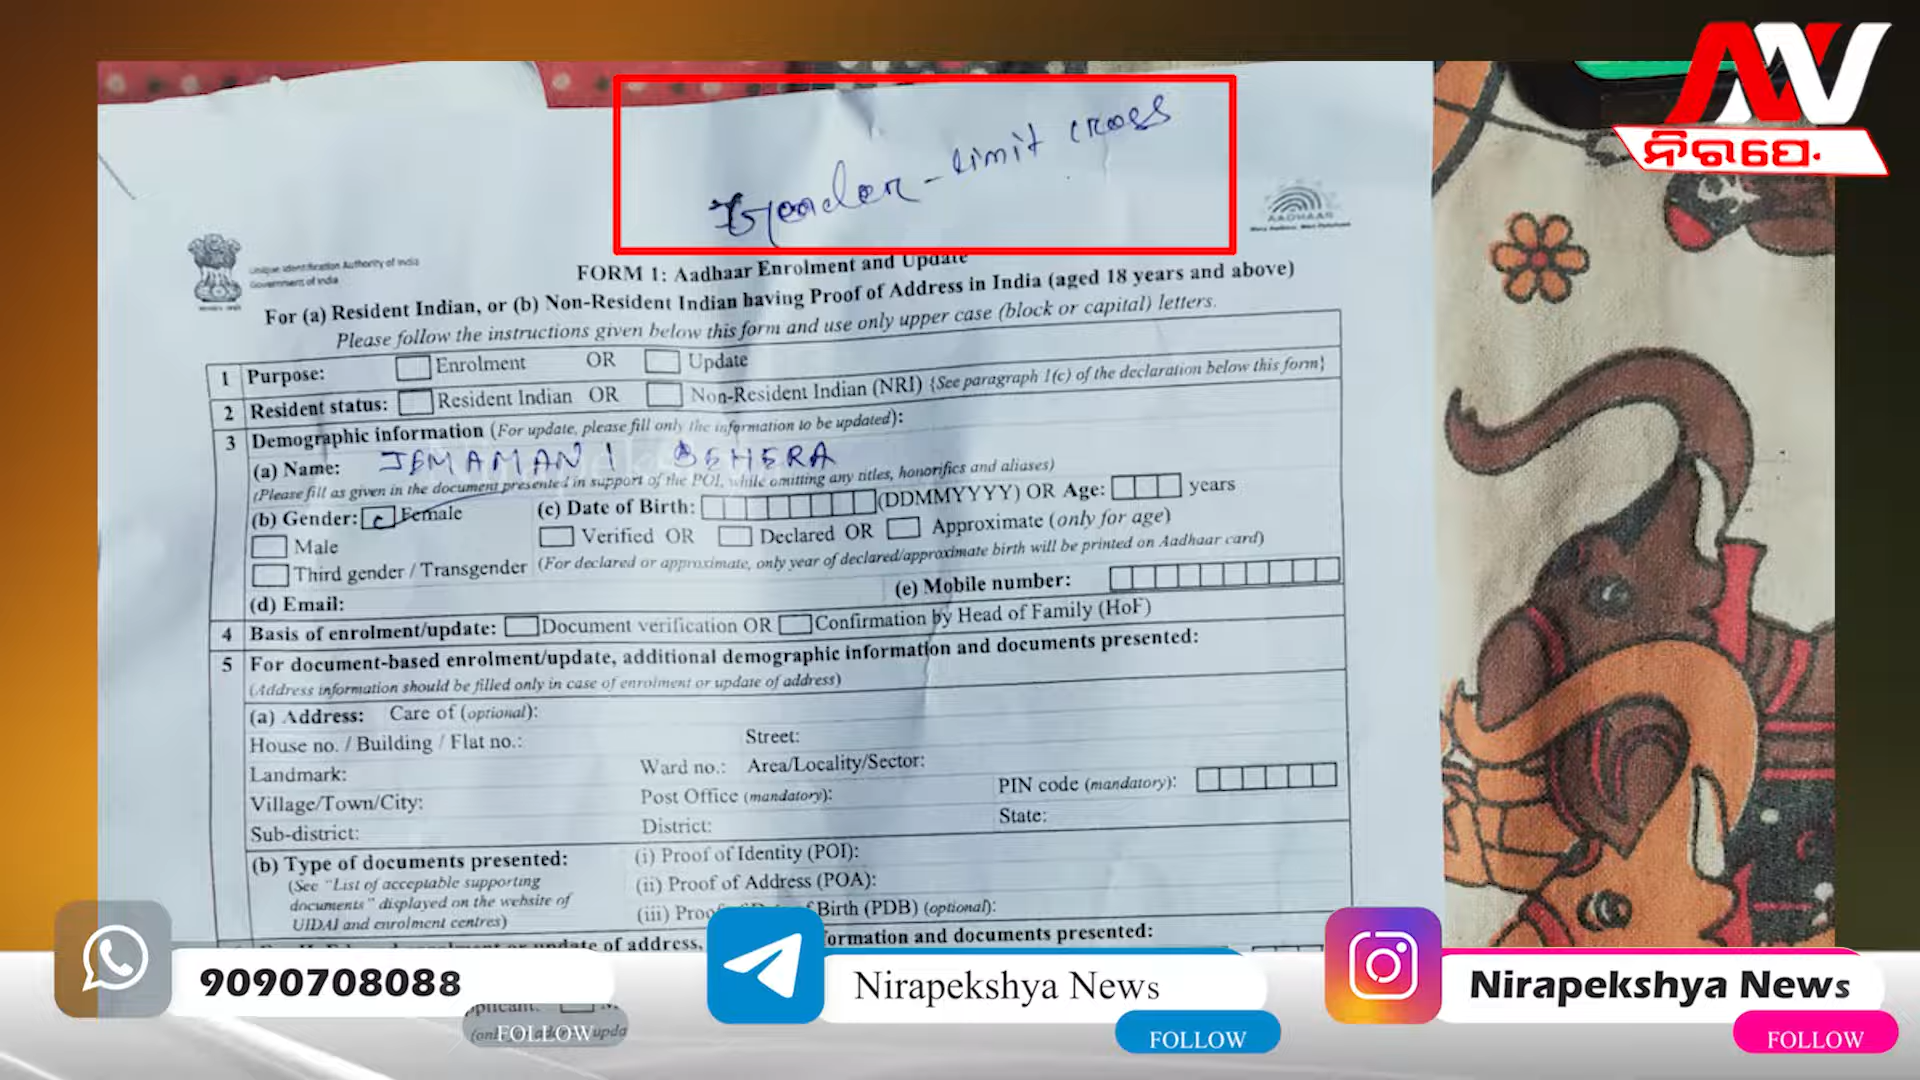 ନିରପେ
Gender - limit cross
AADHAAR
Unique Identification Authority of India
Government of India
FORM 1: Aadhaar Enrolment and Update
For (a) Resident Indian, or (b) Non-Resident Indian having Proof of Address in India (aged 18 years and above)
Please follow the instructions given below this form and use only upper case (block or capital) letters.
1 Purpose: Enrolment OR Update
2 Resident status: Resident Indian OR Non-Resident Indian (NRI) {See paragraph 1(c) of the declaration below this form}
3 Demographic information (For update, please fill only the information to be updated):
(a) Name: JEMAMANI BEHERA
(Please fill as given in the document presented in support of the POI, while omitting any titles, honorifics and aliases)
(b) Gender: Female (c) Date of Birth: (DDMMYYYY) OR Age: years
Male Verified OR Declared OR Approximate (only for age)
Third gender / Transgender (For declared or approximate, only year of declared/approximate birth will be printed on Aadhaar card)
(d) Email: (e) Mobile number:
4 Basis of enrolment/update: Document verification OR Confirmation by Head of Family (HoF)
5 For document-based enrolment/update, additional demographic information and documents presented:
(Address information should be filled only in case of enrolment or update of address)
(a) Address: Care of (optional):
House no. / Building / Flat no.: Street:
Landmark: Ward no.: Area/Locality/Sector:
Village/Town/City: Post Office (mandatory): PIN code (mandatory):
Sub-district: District: State:
(b) Type of documents presented: (i) Proof of Identity (POI):
(See "List of acceptable supporting (ii) Proof of Address (POA):
documents" displayed on the website of
UIDAI and enrolment centres) (iii) Proof Birth (PDB) (optional):
update of address, ormation and documents presented:
9090708088
FOLLOW
Nirapekshya News
FOLLOW
Nirapekshya News
FOLLOW